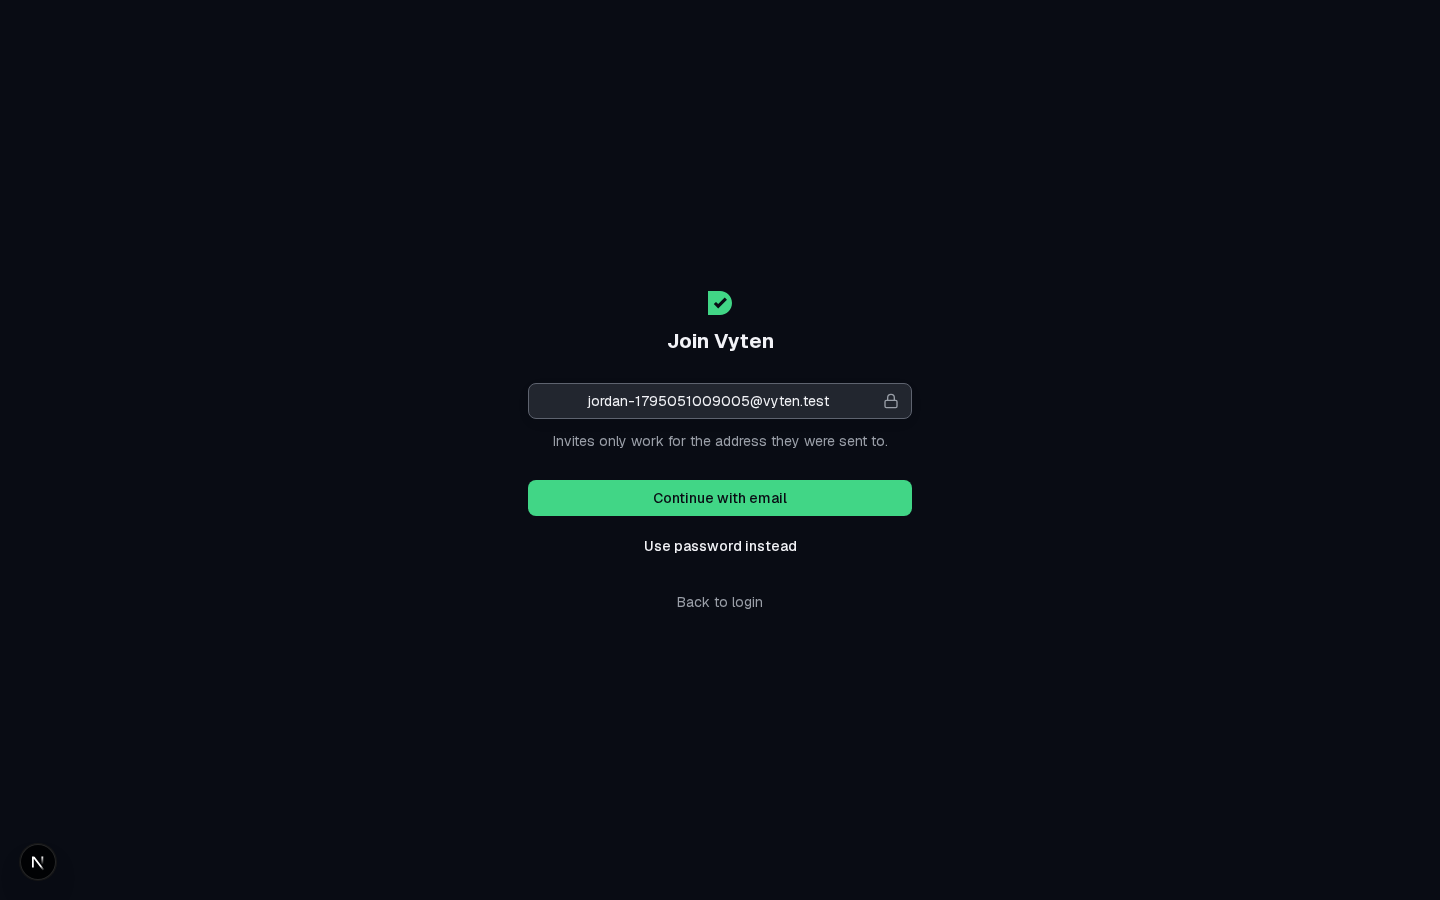 Join Vyten
jordan-1795051009005@vyten.test
Invites only work for the address they were sent to.
Continue with email
Use password instead
Back to login
N